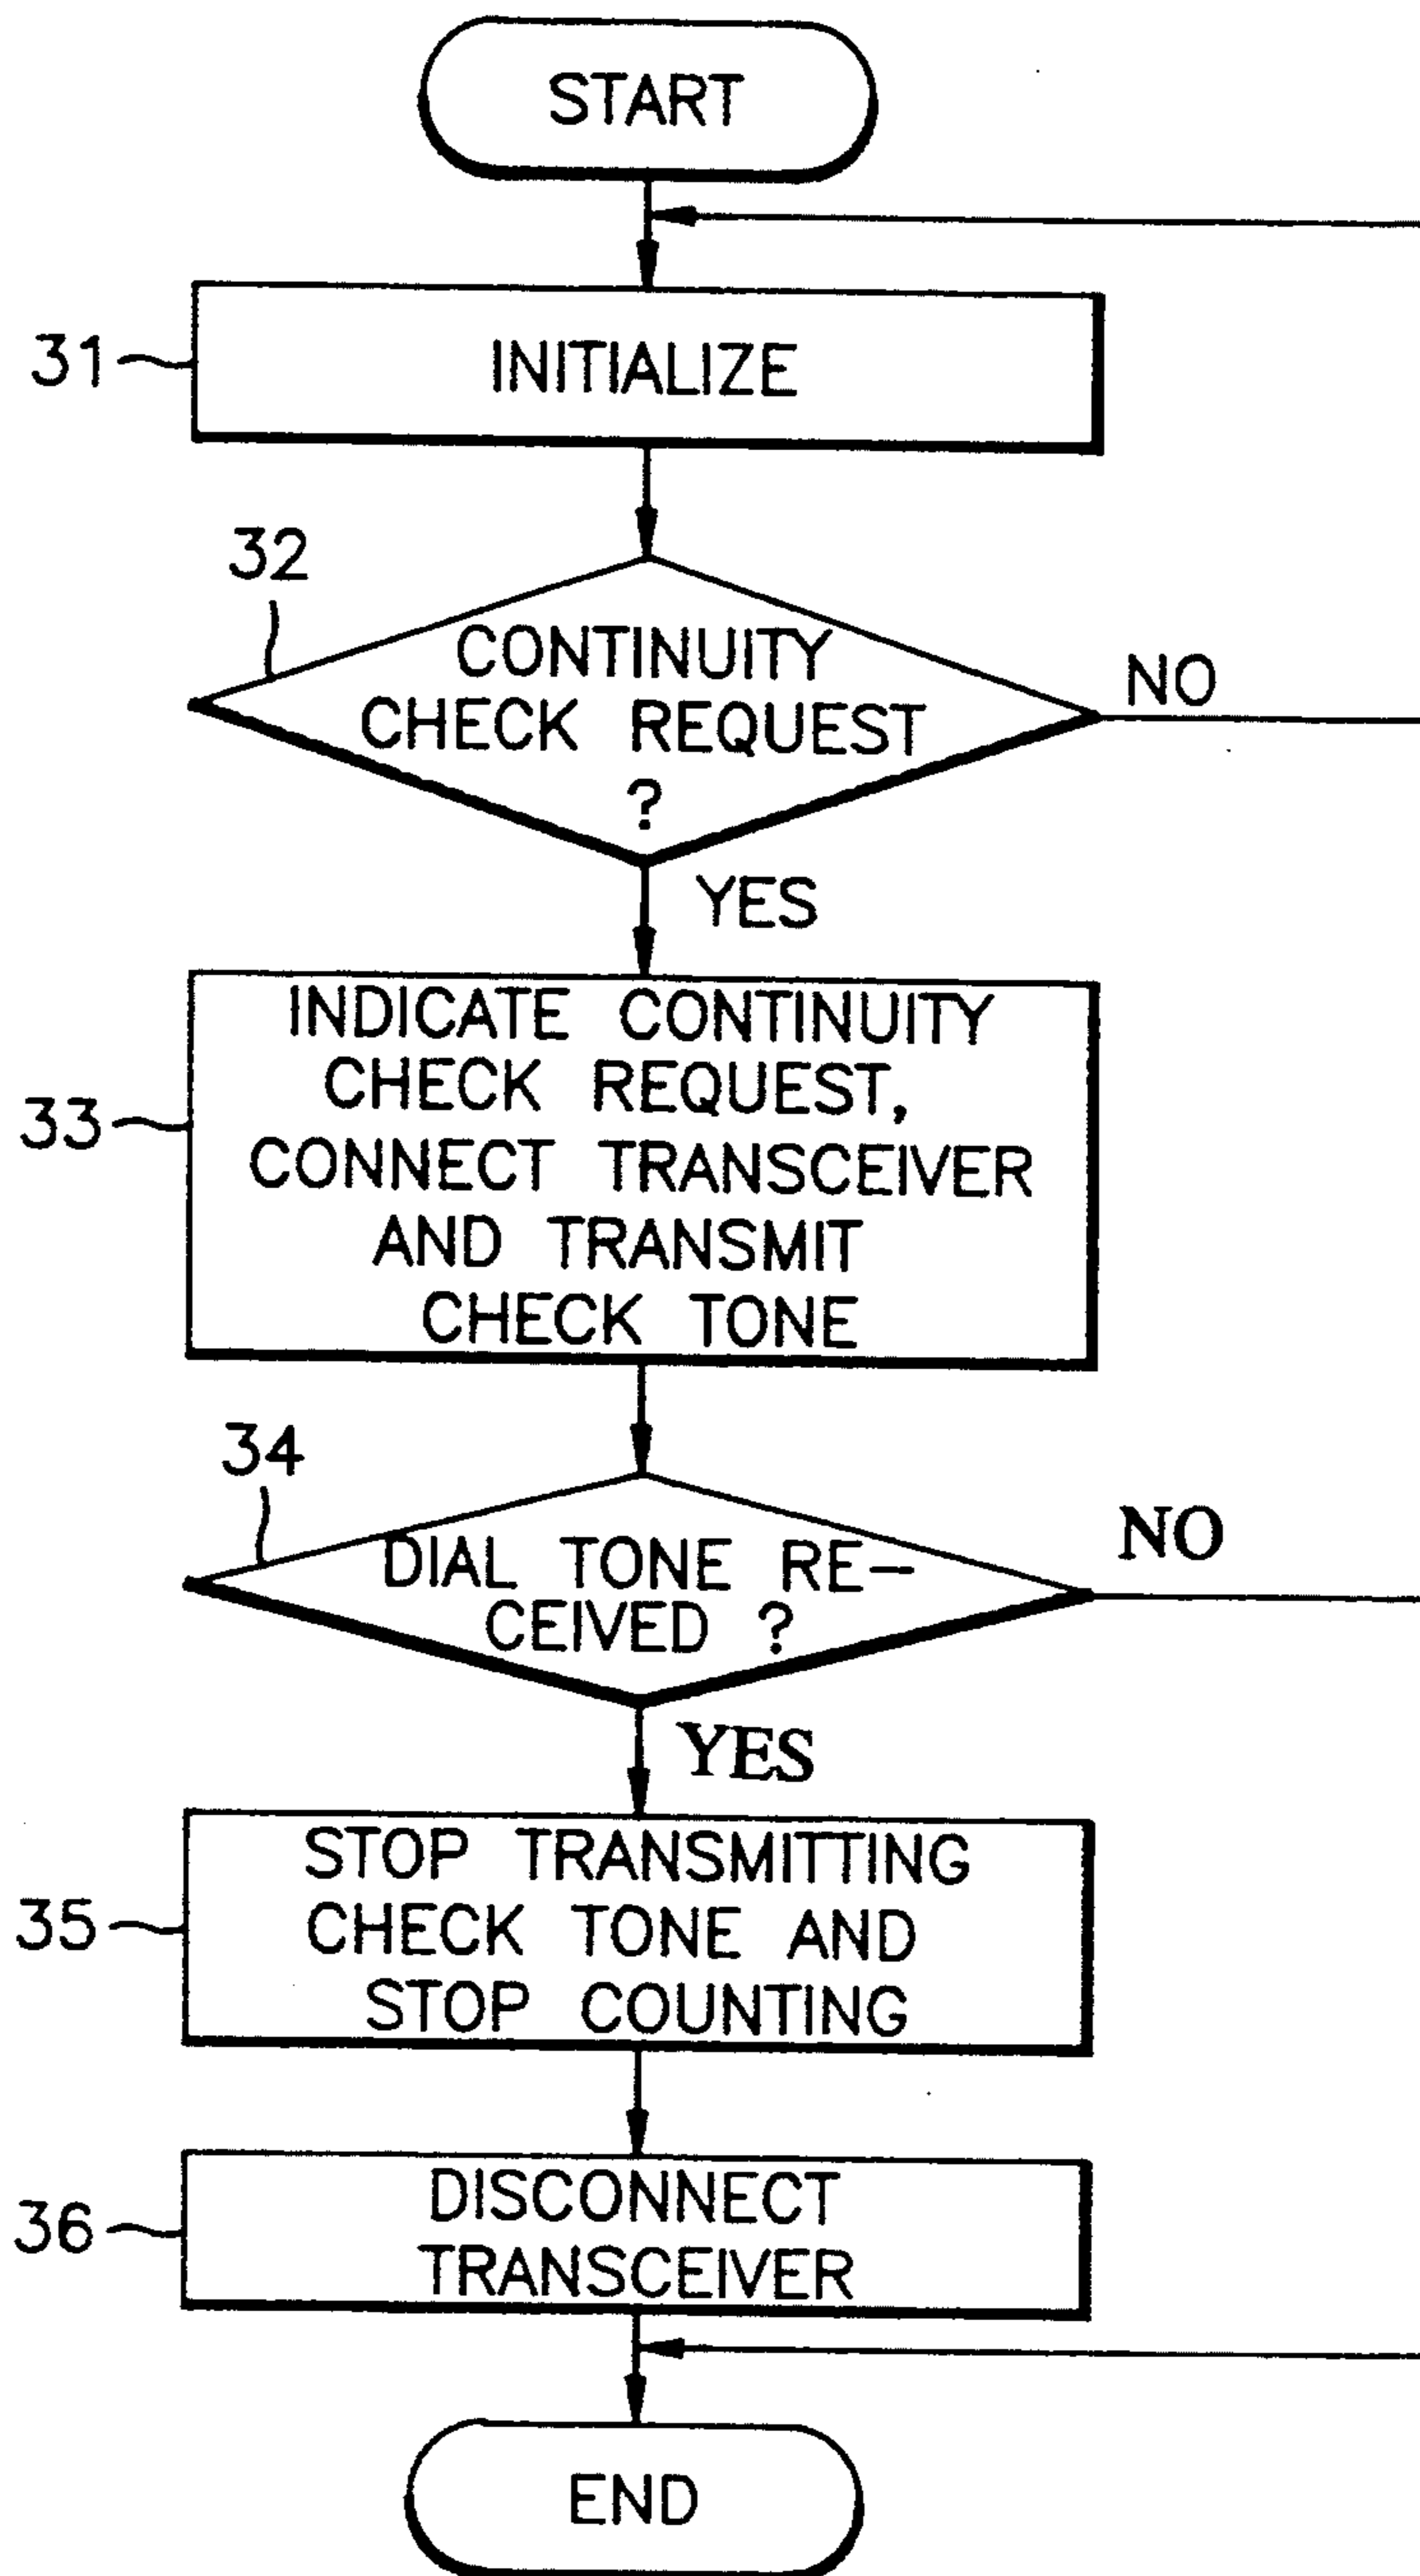 START
31
INITIALIZE
32
CONTINUITY
CHECK REQUEST
?
NO
YES
33
INDICATE CONTINUITY
CHECK REQUEST,
CONNECT TRANSCEIVER
AND TRANSMIT
CHECK TONE
34
DIAL TONE RE-
CEIVED ?
NO
YES
35
STOP TRANSMITTING
CHECK TONE AND
STOP COUNTING
36
DISCONNECT
TRANSCEIVER
END